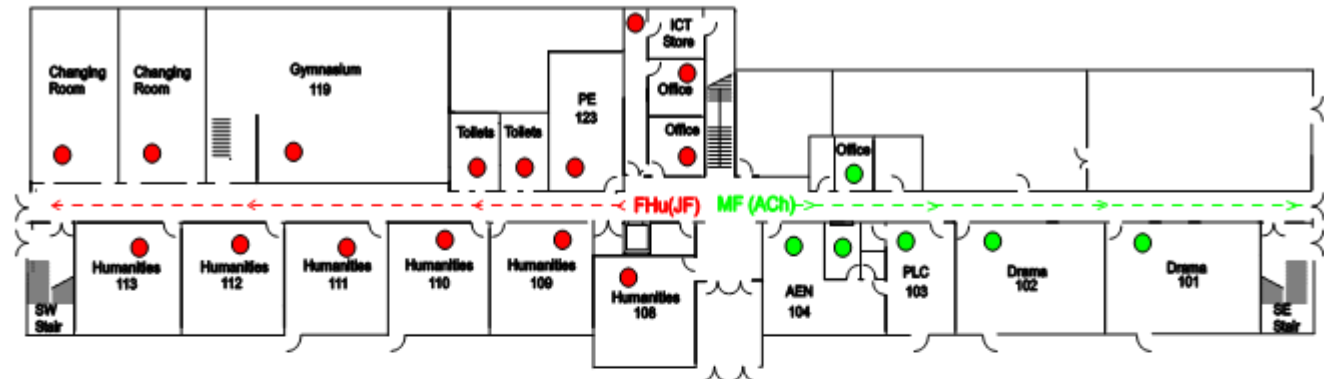 ICT
Store
Changing
Room
Changing
Room
Gymnasium
119
Office
PE
123
Toilets
Toilets
Office
Office
FHu(JF)
MF (ACh)
Humanities
113
Humanities
112
Humanities
111
Humanities
110
Humanities
109
Humanities
108
AEN
104
PLC
103
Drama
102
Drama
101
SW
Stair
SE
Stair